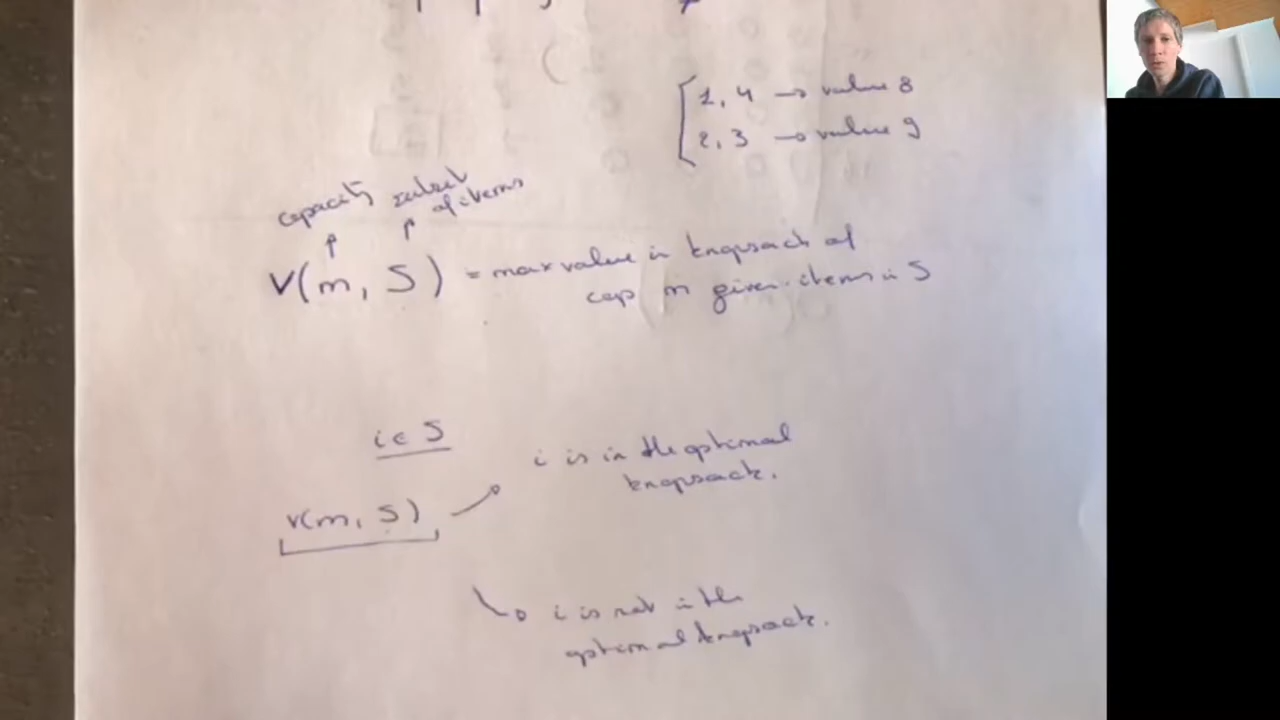 1, 4 → value 8
2, 3 → value 9
capacity subset
of items
V(m, S) = max value in knapsack of
cap m given items in S
i ∈ S
i is in the optimal
knapsack.
V(m, S)
i is not in the
optimal knapsack.